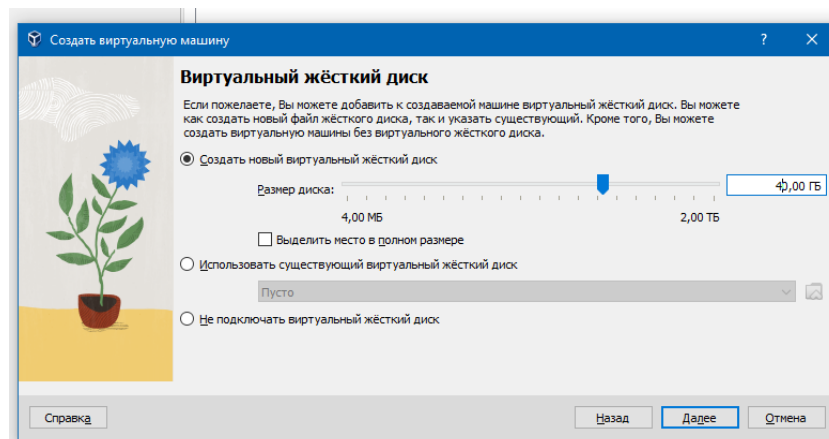 Создать виртуальную машину
Виртуальный жёсткий диск
Если пожелаете, Вы можете добавить к создаваемой машине виртуальный жёсткий диск. Вы можете
как создать новый файл жёсткого диска, так и указать существующий. Кроме того, Вы можете
создать виртуальную машины без виртуального жёсткого диска.
Создать новый виртуальный жёсткий диск
Размер диска:
40,00 ГБ
4,00 МБ
2,00 ТБ
Выделить место в полном размере
Использовать существующий виртуальный жёсткий диск
Пусто
Не подключать виртуальный жёсткий диск
Справка
Назад
Далее
Отмена